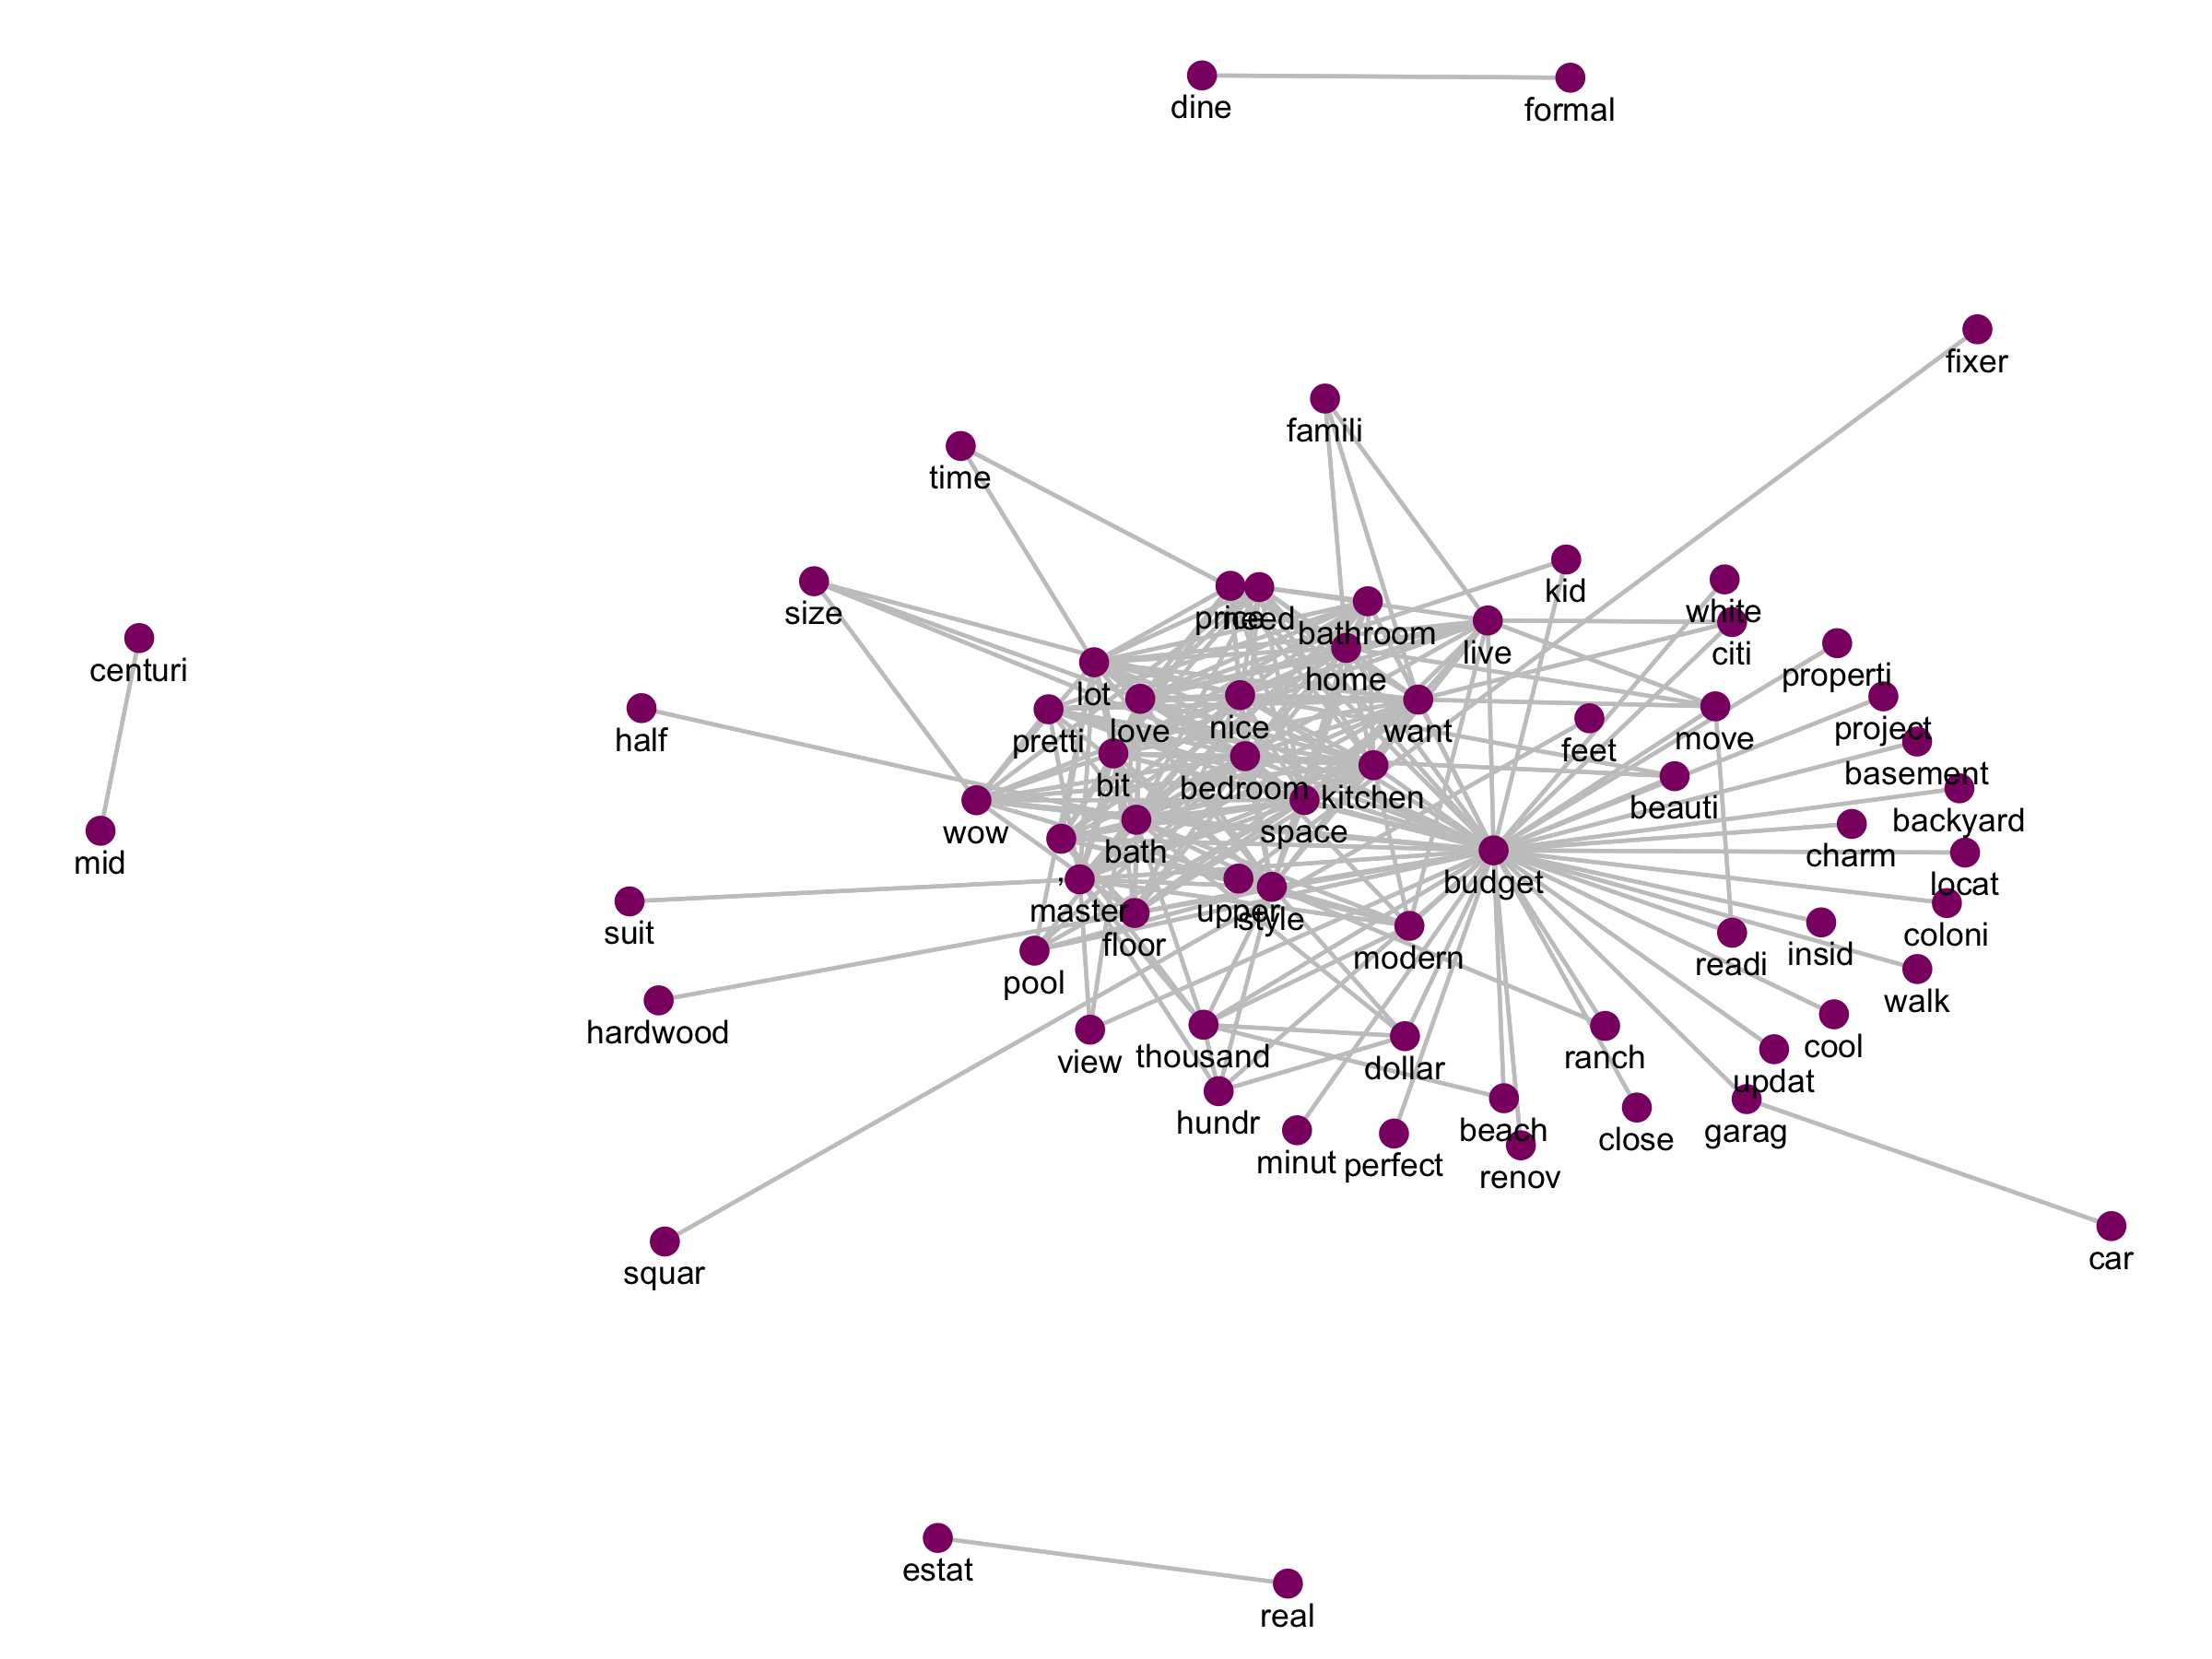 dine
formal
fixer
famili
time
kid
size
white
price
need
bathroom
live
citi
centuri
properti
home
lot
half
pretti
love
nice
want
feet
move
project
bit
bedroom
kitchen
beauti
basement
wow
space
backyard
mid
bath
charm
,
budget
locat
suit
master
upper
style
floor
coloni
modern
readi
insid
pool
walk
hardwood
view
thousand
dollar
ranch
cool
updat
hundr
minut
perfect
beach
close
garag
renov
squar
car
estat
real